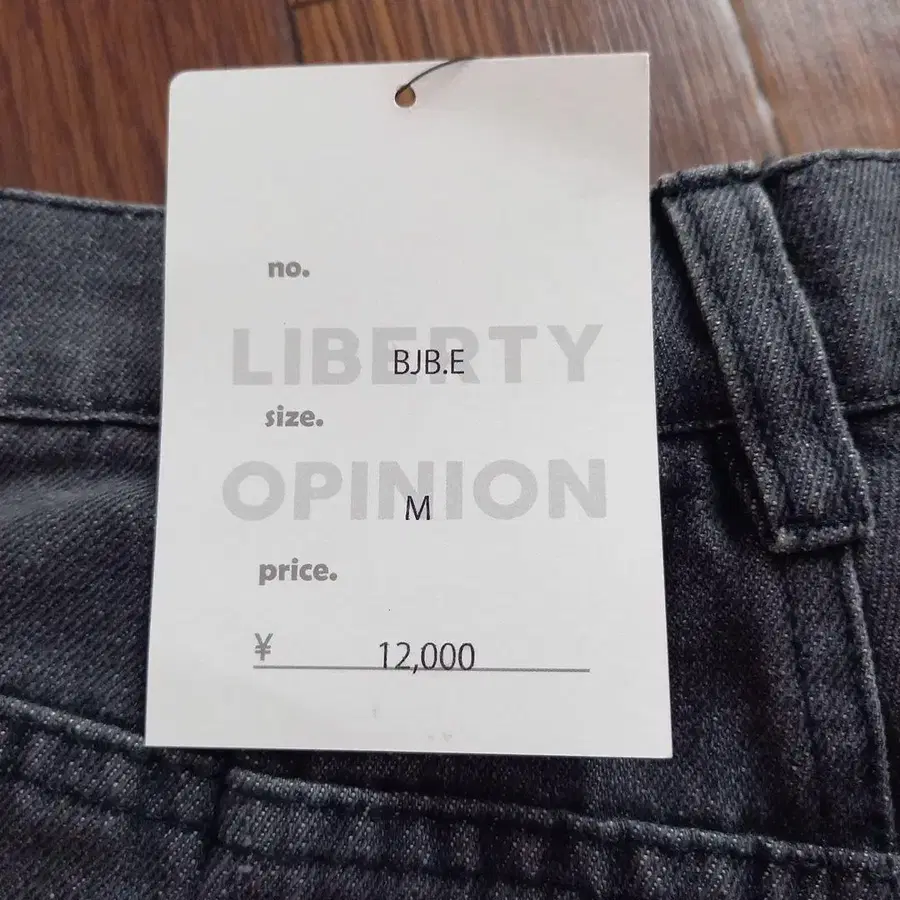 no.
LIBERTY
BJB.E
size.
OPINION
M
price.
¥ 12,000